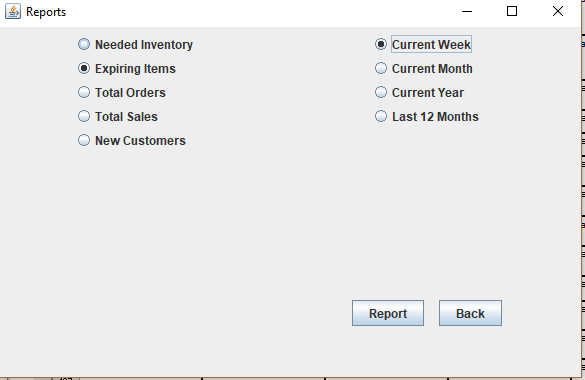 Reports
Needed Inventory
Expiring Items
Total Orders
Total Sales
New Customers
Current Week
Current Month
Current Year
Last 12 Months
Report
Back